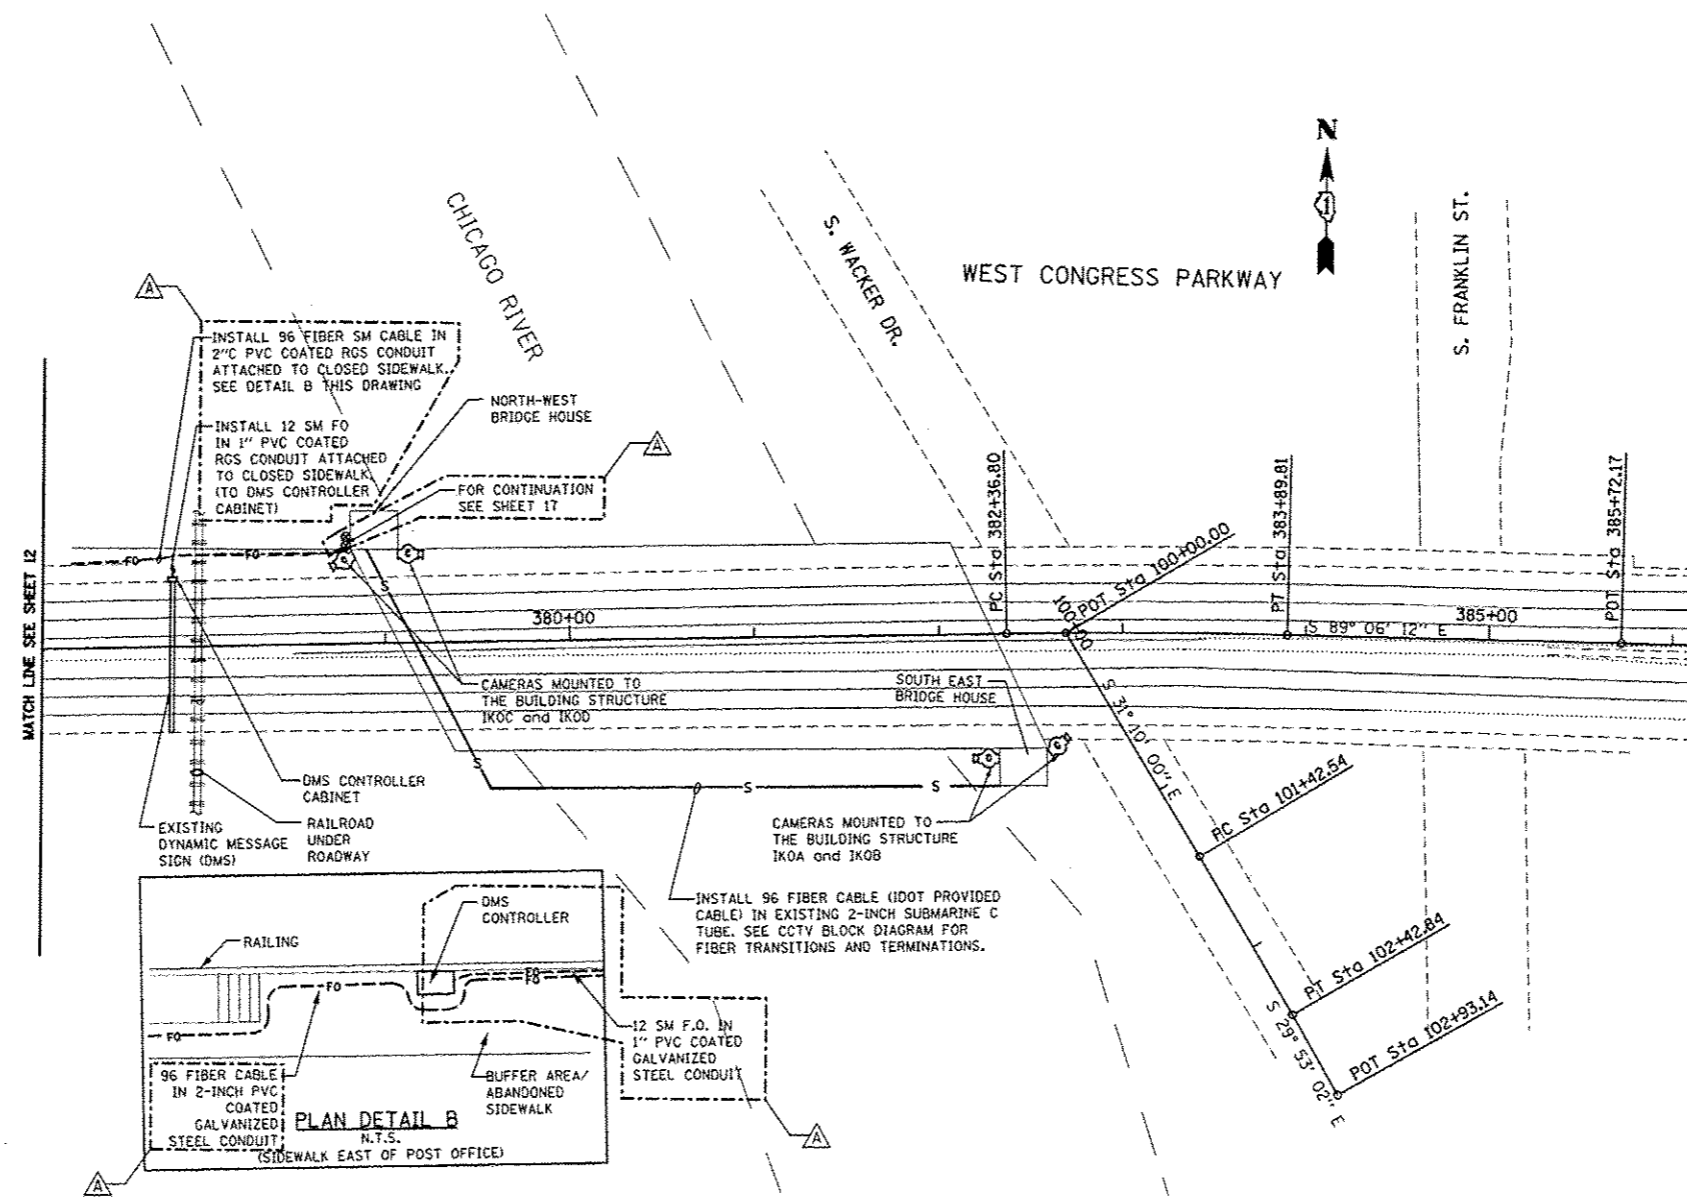 N
1
CHICAGO RIVER
S. WACKER DR.
WEST CONGRESS PARKWAY
S. FRANKLIN ST.
A
INSTALL 96 FIBER SM CABLE IN
2"C PVC COATED RGS CONDUIT
ATTACHED TO CLOSED SIDEWALK.
SEE DETAIL B THIS DRAWING
NORTH-WEST
BRIDGE HOUSE
INSTALL 12 SM FO
IN 1" PVC COATED
RGS CONDUIT ATTACHED
TO CLOSED SIDEWALK
(TO DMS CONTROLLER
CABINET)
A
FOR CONTINUATION
SEE SHEET 17
MATCH LINE SEE SHEET 12
FO
FO
C
C
S
380+00
PC Sta 382+36.80
100+00
POT Sta 100+00.00
PT Sta 383+89.81
S 89° 06' 12" E
385+00
POT Sta 385+72.17
CAMERAS MOUNTED TO
THE BUILDING STRUCTURE
IK0C and IK0D
SOUTH EAST
BRIDGE HOUSE
S 31° 10' 00" E
S
C
C
S
S
DMS CONTROLLER
CABINET
EXISTING
DYNAMIC MESSAGE
SIGN (DMS)
RAILROAD
UNDER
ROADWAY
CAMERAS MOUNTED TO
THE BUILDING STRUCTURE
IK0A and IK0B
PC Sta 101+42.54
INSTALL 96 FIBER CABLE (IDOT PROVIDED
CABLE) IN EXISTING 2-INCH SUBMARINE C
TUBE. SEE CCTV BLOCK DIAGRAM FOR
FIBER TRANSITIONS AND TERMINATIONS.
PT Sta 102+42.84
S 29° 53' 02" E
POT Sta 102+93.14
DMS
CONTROLLER
RAILING
FO
FO
FO
FO
12 SM F.O. IN
1" PVC COATED
GALVANIZED
STEEL CONDUIT
96 FIBER CABLE
IN 2-INCH PVC
COATED
GALVANIZED
STEEL CONDUIT
BUFFER AREA/
ABANDONED
SIDEWALK
PLAN DETAIL B
N.T.S.
(SIDEWALK EAST OF POST OFFICE)
A
A